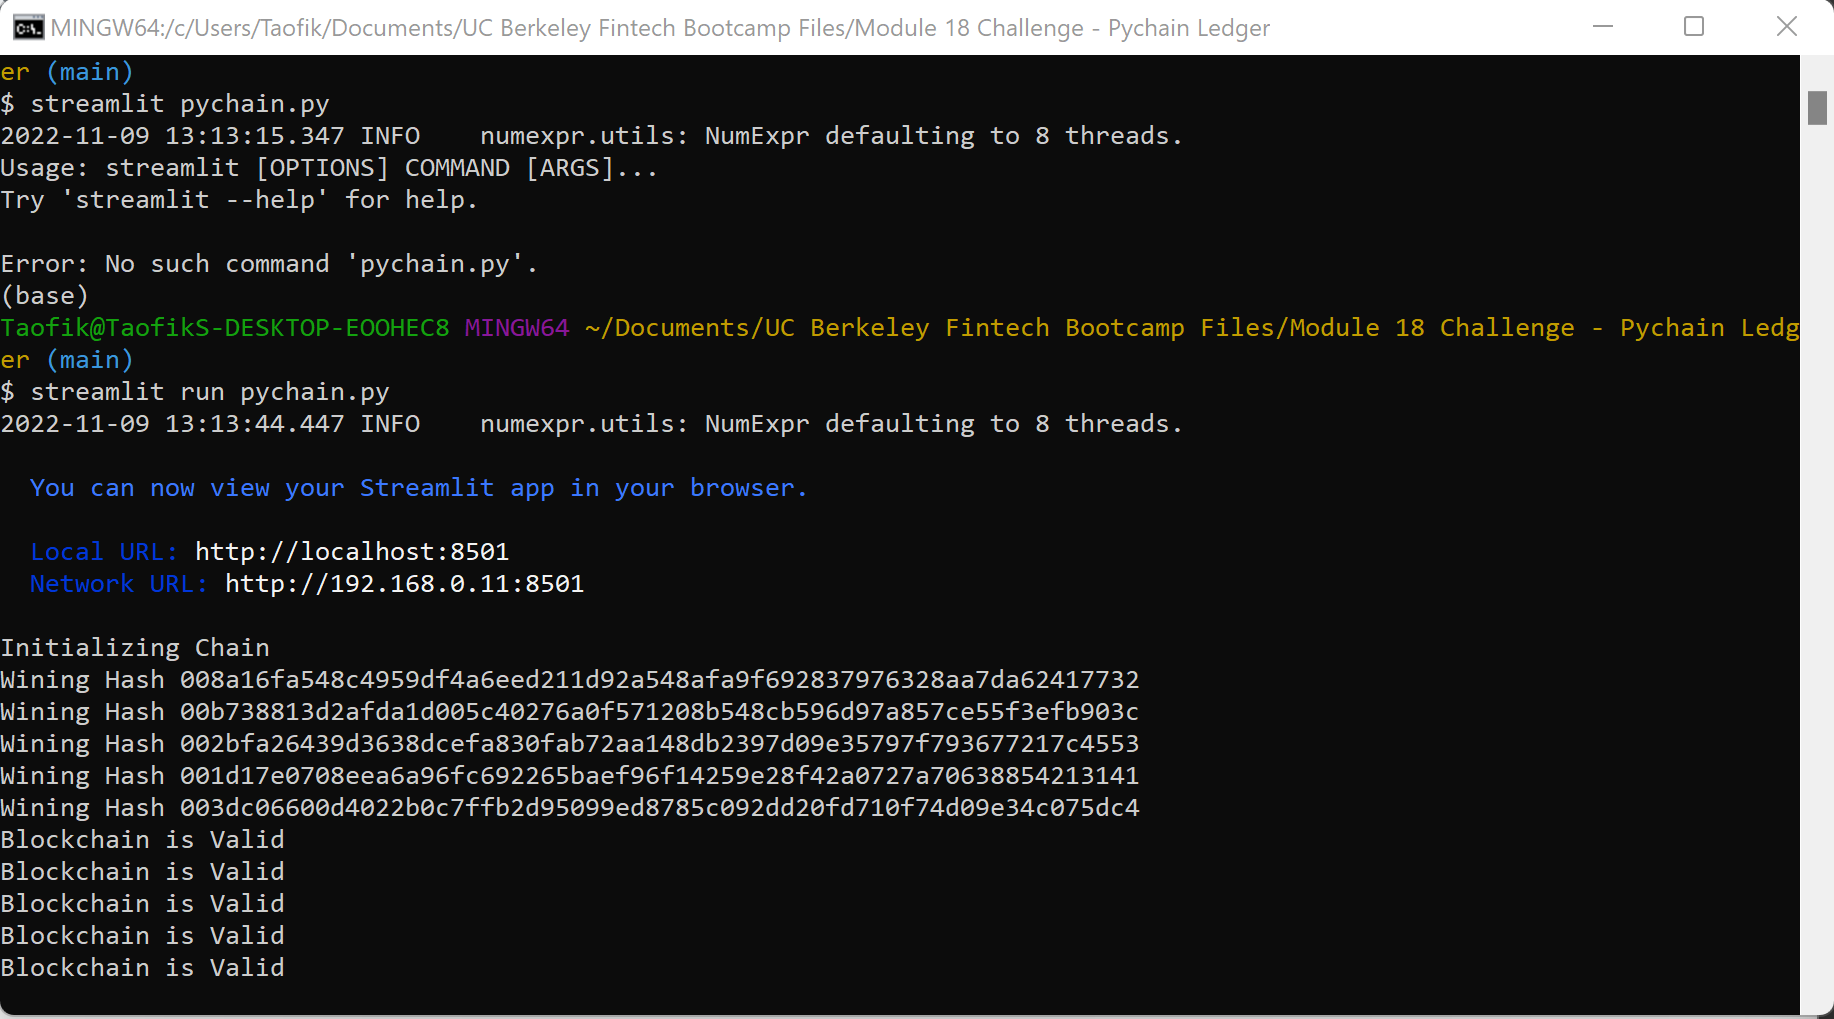 MINGW64:/c/Users/Taofik/Documents/UC Berkeley Fintech Bootcamp Files/Module 18 Challenge - Pychain Ledger
er (main)
$ streamlit pychain.py
2022-11-09 13:13:15.347 INFO    numexpr.utils: NumExpr defaulting to 8 threads.
Usage: streamlit [OPTIONS] COMMAND [ARGS]...
Try 'streamlit --help' for help.
Error: No such command 'pychain.py'.
(base)
Taofik@TaofikS-DESKTOP-EOOHEC8 MINGW64 ~/Documents/UC Berkeley Fintech Bootcamp Files/Module 18 Challenge - Pychain Ledg
er (main)
$ streamlit run pychain.py
2022-11-09 13:13:44.447 INFO    numexpr.utils: NumExpr defaulting to 8 threads.
You can now view your Streamlit app in your browser.
Local URL: http://localhost:8501
Network URL: http://192.168.0.11:8501
Initializing Chain
Wining Hash 008a16fa548c4959df4a6eed211d92a548afa9f692837976328aa7da62417732
Wining Hash 00b738813d2afda1d005c40276a0f571208b548cb596d97a857ce55f3efb903c
Wining Hash 002bfa26439d3638dcefa830fab72aa148db2397d09e35797f793677217c4553
Wining Hash 001d17e0708eea6a96fc692265baef96f14259e28f42a0727a70638854213141
Wining Hash 003dc06600d4022b0c7ffb2d95099ed8785c092dd20fd710f74d09e34c075dc4
Blockchain is Valid
Blockchain is Valid
Blockchain is Valid
Blockchain is Valid
Blockchain is Valid